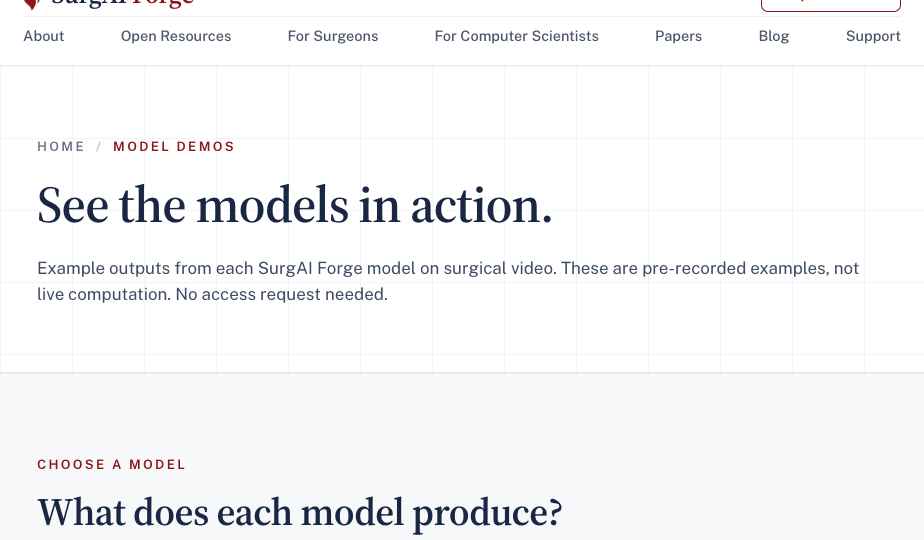 SurgAI Forge
About Open Resources For Surgeons For Computer Scientists Papers Blog Support
HOME / MODEL DEMOS
See the models in action.
Example outputs from each SurgAI Forge model on surgical video. These are pre-recorded examples, not
live computation. No access request needed.
CHOOSE A MODEL
What does each model produce?